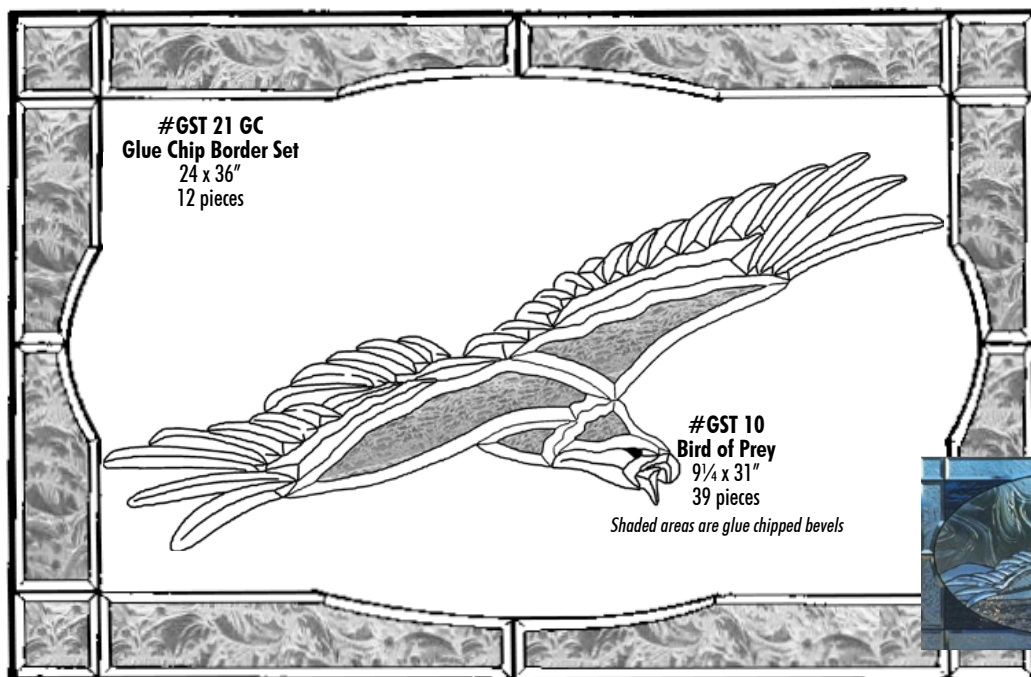 #GST 21 GC
Glue Chip Border Set
24 x 36”
12 pieces
#GST 10
Bird of Prey
9¼ x 31”
39 pieces
Shaded areas are glue chipped bevels